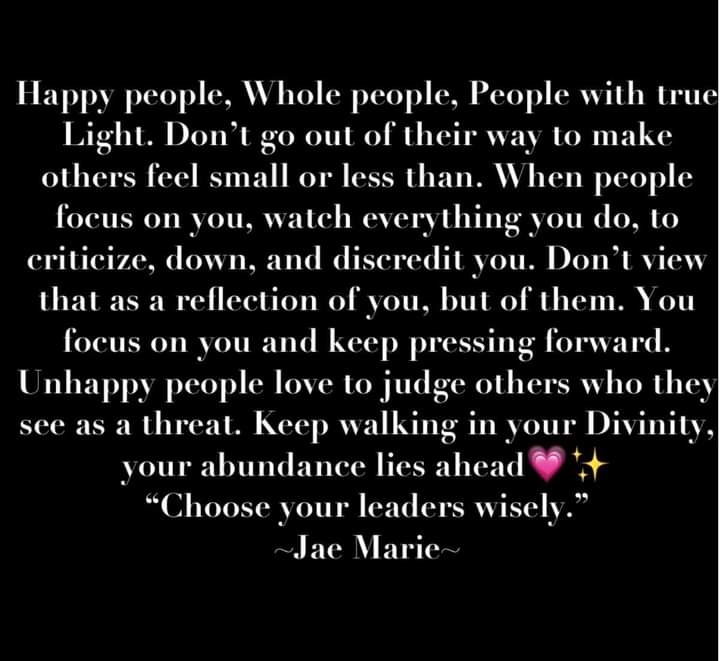 Happy people, Whole people, People with true
Light. Don’t go out of their way to make
others feel small or less than. When people
focus on you, watch everything you do, to
criticize, down, and discredit you. Don’t view
that as a reflection of you, but of them. You
focus on you and keep pressing forward.
Unhappy people love to judge others who they
see as a threat. Keep walking in your Divinity,
your abundance lies ahead💗✨
“Choose your leaders wisely.”
~Jae Marie~